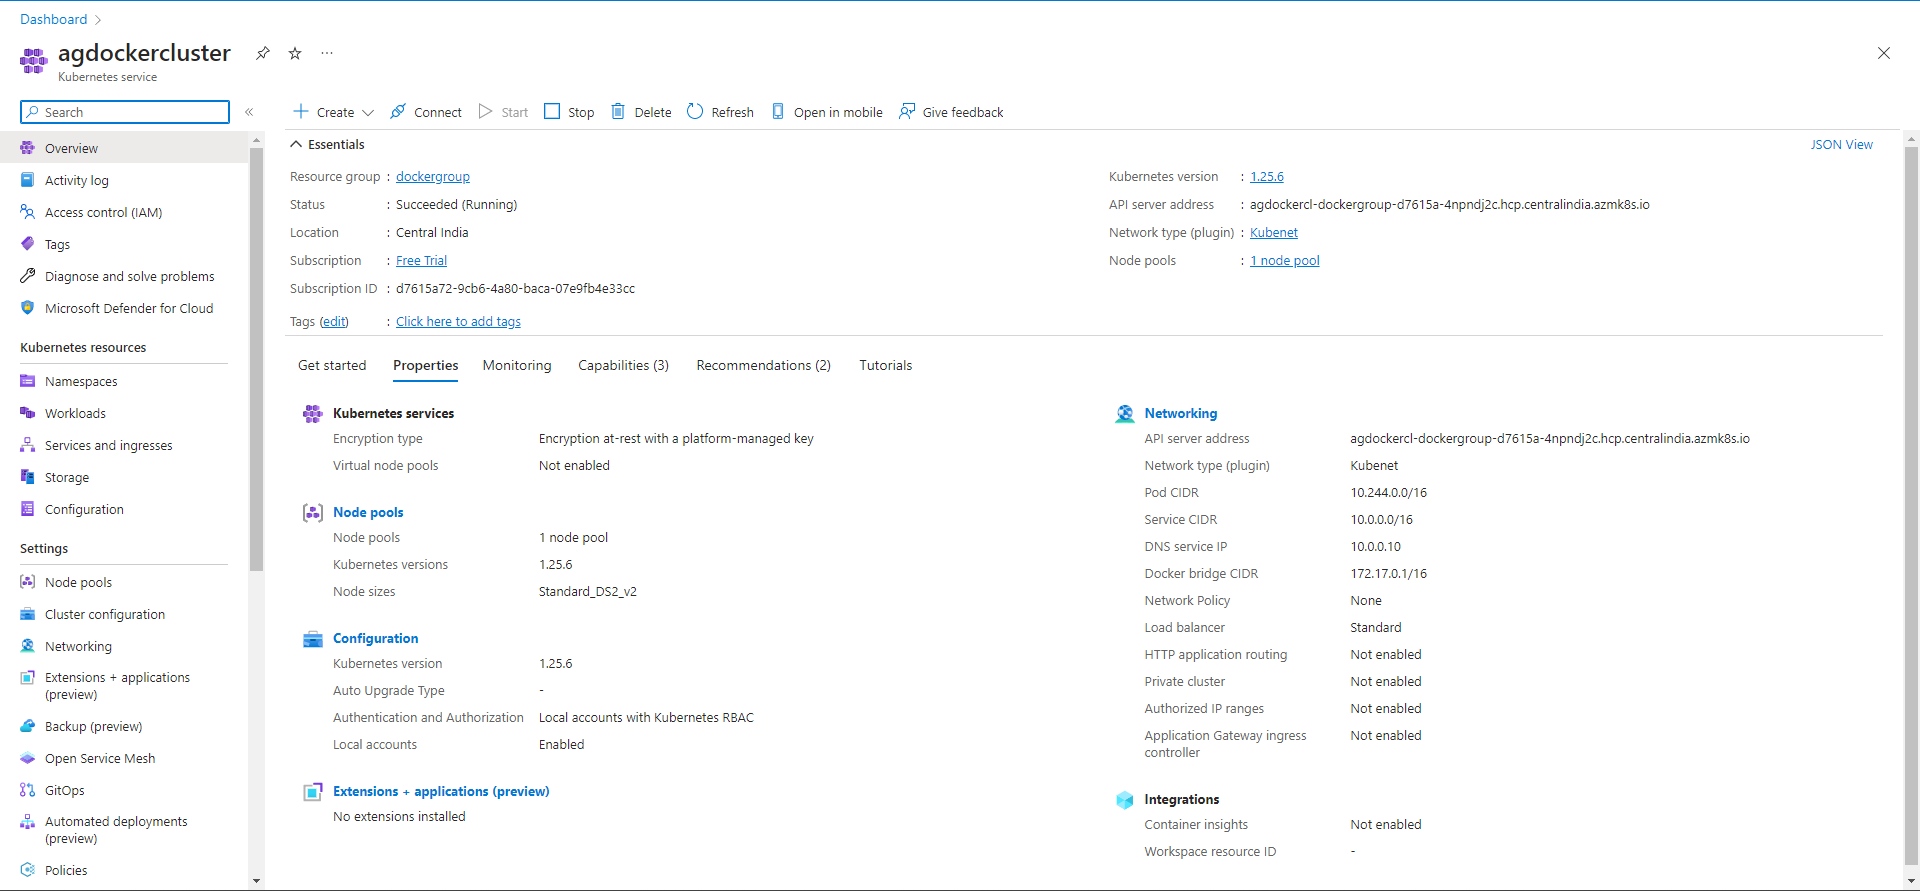 Dashboard
agdockercluster
Kubernetes service
Search
Create
Connect
Start
Stop
Delete
Refresh
Open in mobile
Give feedback
Overview
Activity log
Access control (IAM)
Tags
Diagnose and solve problems
Microsoft Defender for Cloud
Kubernetes resources
Namespaces
Workloads
Services and ingresses
Storage
Configuration
Settings
Node pools
Cluster configuration
Networking
Extensions + applications
(preview)
Backup (preview)
Open Service Mesh
GitOps
Automated deployments
(preview)
Policies
Essentials
JSON View
Resource group : dockergroup
Status : Succeeded (Running)
Location : Central India
Subscription : Free Trial
Subscription ID : d7615a72-9cb6-4a80-baca-07e9fb4e33cc
Tags (edit) : Click here to add tags
Kubernetes version : 1.25.6
API server address : agdockercl-dockergroup-d7615a-4npndj2c.hcp.centralindia.azmk8s.io
Network type (plugin) : Kubenet
Node pools : 1 node pool
Get started
Properties
Monitoring
Capabilities (3)
Recommendations (2)
Tutorials
Kubernetes services
Encryption type Encryption at-rest with a platform-managed key
Virtual node pools Not enabled
Node pools
Node pools 1 node pool
Kubernetes versions 1.25.6
Node sizes Standard_DS2_v2
Configuration
Kubernetes version 1.25.6
Auto Upgrade Type -
Authentication and Authorization Local accounts with Kubernetes RBAC
Local accounts Enabled
Extensions + applications (preview)
No extensions installed
Networking
API server address agdockercl-dockergroup-d7615a-4npndj2c.hcp.centralindia.azmk8s.io
Network type (plugin) Kubenet
Pod CIDR 10.244.0.0/16
Service CIDR 10.0.0.0/16
DNS service IP 10.0.0.10
Docker bridge CIDR 172.17.0.1/16
Network Policy None
Load balancer Standard
HTTP application routing Not enabled
Private cluster Not enabled
Authorized IP ranges Not enabled
Application Gateway ingress Not enabled
controller
Integrations
Container insights Not enabled
Workspace resource ID -